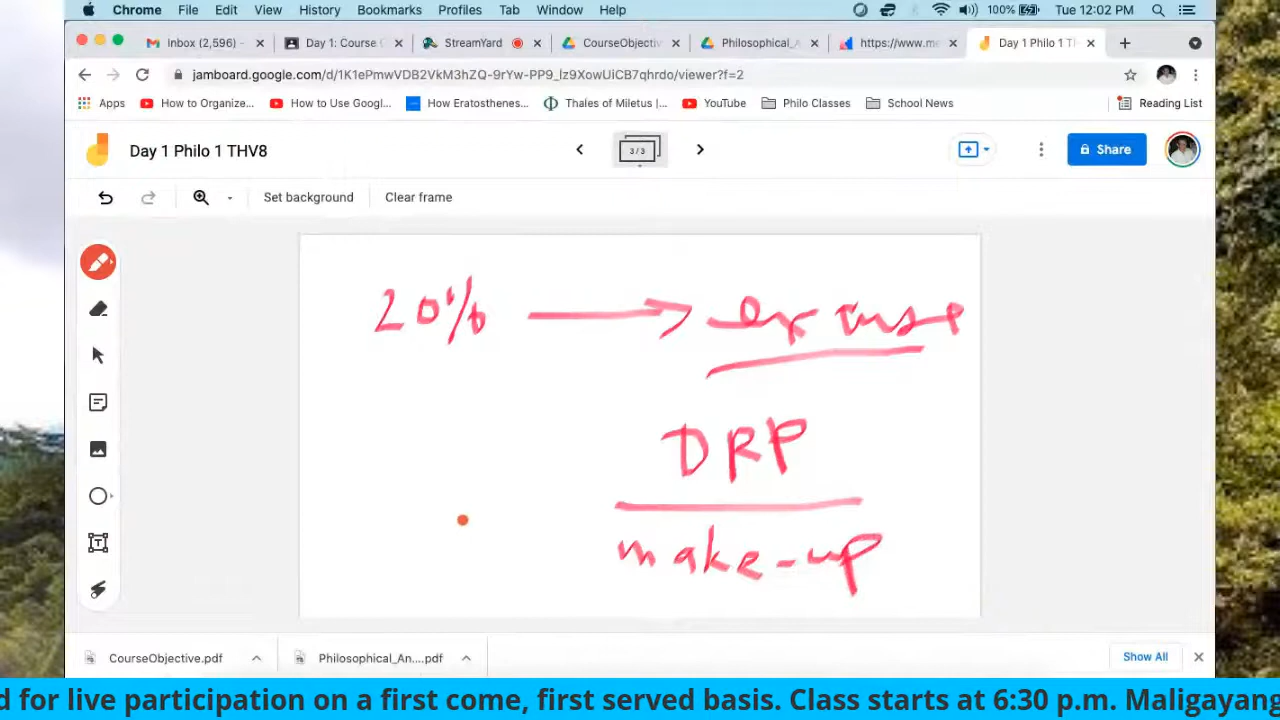 Chrome File Edit View History Bookmarks Profiles Tab Window Help 100% Tue 12:02 PM
Inbox (2,596) - Day 1: Course StreamYard CourseObjectiv Philosophical_A https://www.me Day 1 Philo 1 TH
jamboard.google.com/d/1K1ePmwVDB2VkM3hZQ-9rYw-PP9_lz9XowUiCB7qhrdo/viewer?f=2
Apps How to Organize... How to Use Googl... How Eratosthenes... Thales of Miletus |... YouTube Philo Classes School News Reading List
Day 1 Philo 1 THV8 3/3 Share
Set background Clear frame
20%
DRP
make-up
CourseObjective.pdf Philosophical_An....pdf Show All
d for live participation on a first come, first served basis. Class starts at 6:30 p.m. Maligayang